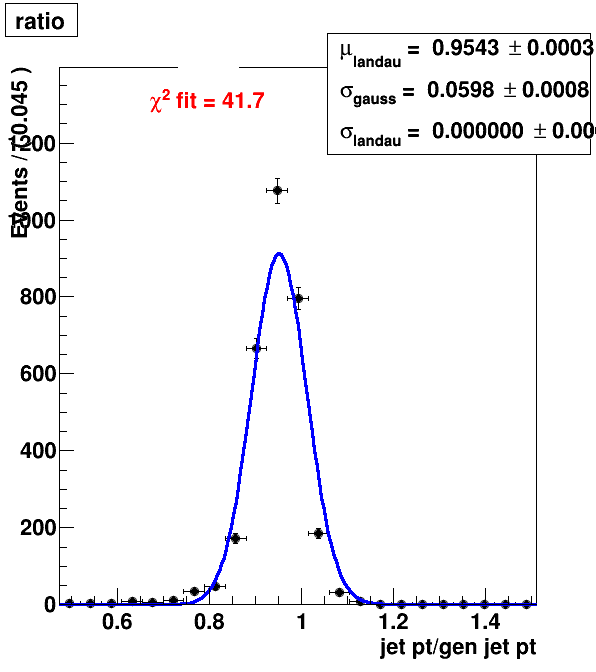 ratio
μlandau = 0.9543 ± 0.0003
σgauss = 0.0598 ± 0.0008
σlandau = 0.000000 ± 0.00
χ² fit = 41.7
Events / ( 0.045 )
1200
1000
800
600
400
200
0
0.6 0.8 1 1.2 1.4
jet pt/gen jet pt